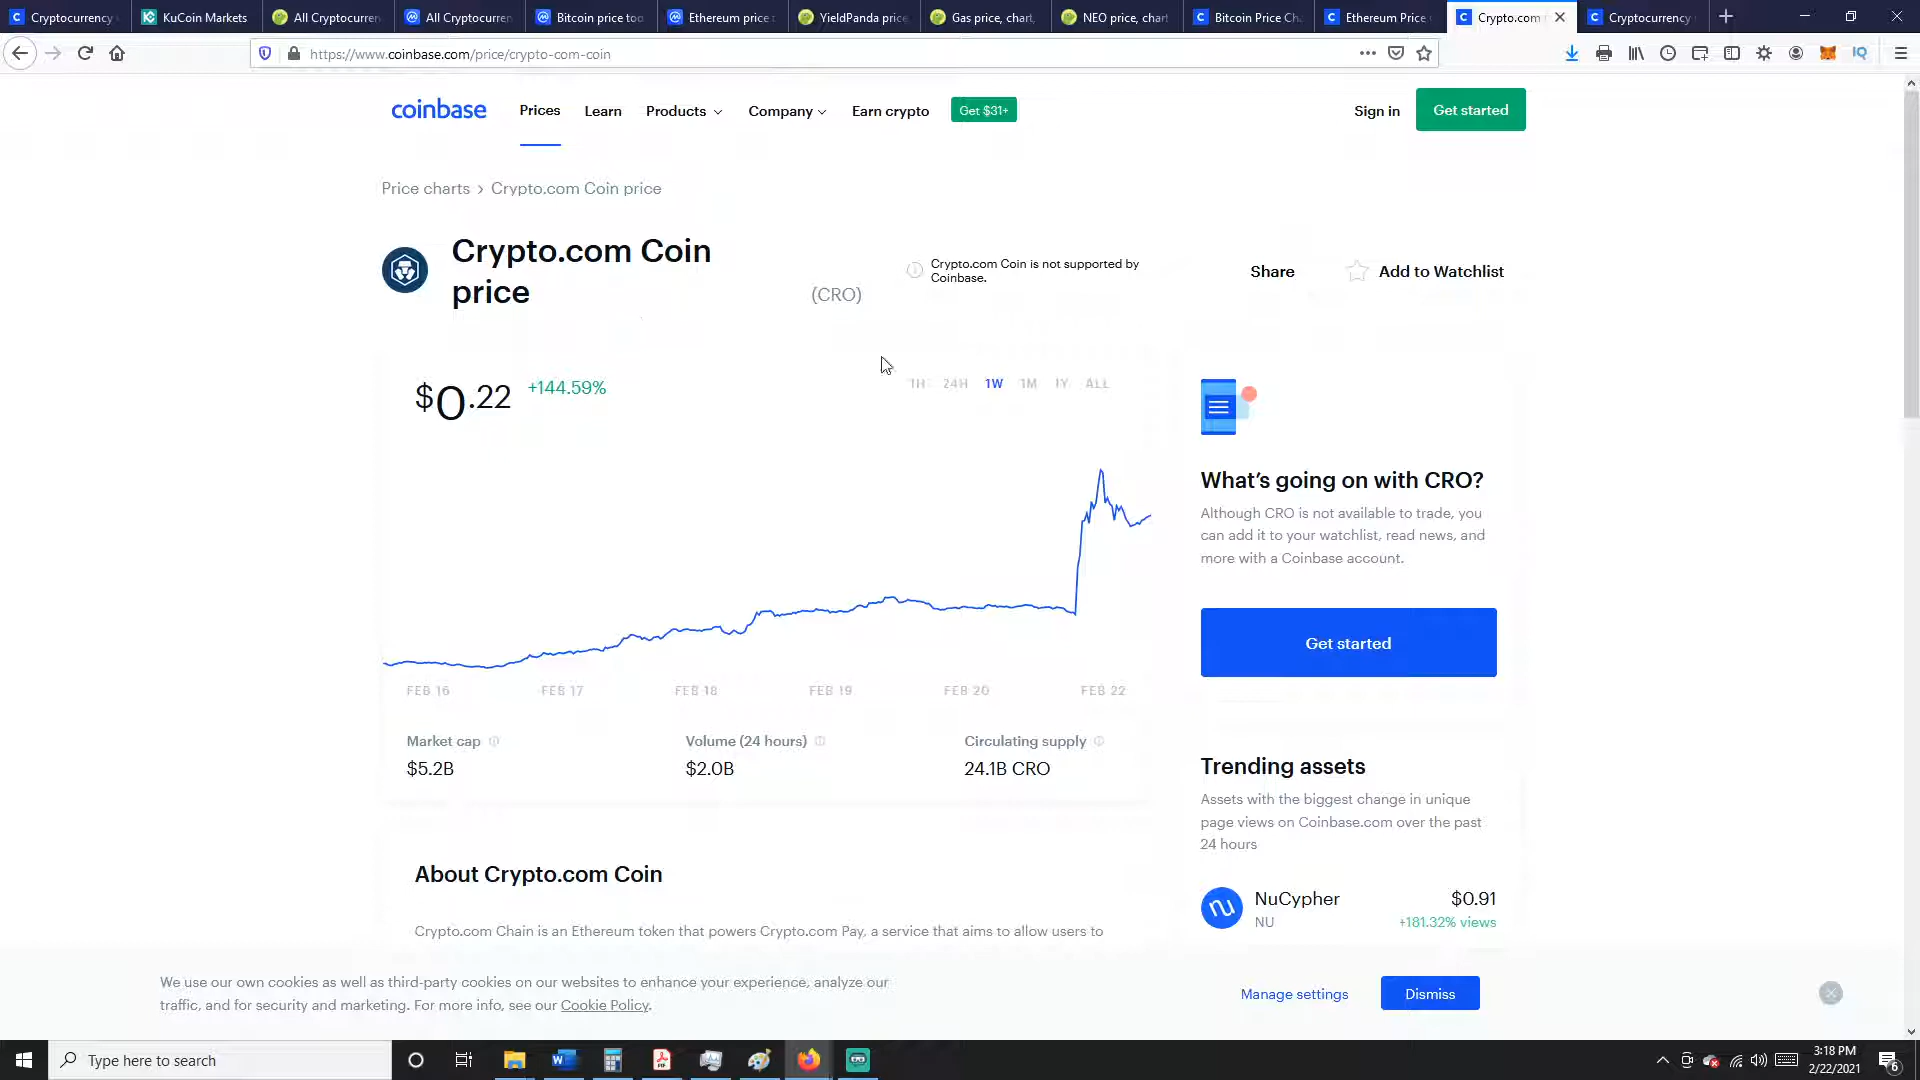 Cryptocurrency
KuCoin Markets
All Cryptocurren
All Cryptocurren
Bitcoin price too
Ethereum price t
YieldPanda price
Gas price, chart,
NEO price, chart
Bitcoin Price Ch
Ethereum Price
Crypto.com
Cryptocurrency
https://www.coinbase.com/price/crypto-com-coin
coinbase
Prices
Learn
Products
Company
Earn crypto
Get $31+
Sign in
Get started
Price charts › Crypto.com Coin price
Crypto.com Coin
price
(CRO)
Crypto.com Coin is not supported by
Coinbase.
Share
Add to Watchlist
$0.22
+144.59%
1H 24H 1W 1M 1Y ALL
FEB 16 FEB 17 FEB 18 FEB 19 FEB 20 FEB 22
Market cap
$5.2B
Volume (24 hours)
$2.0B
Circulating supply
24.1B CRO
What's going on with CRO?
Although CRO is not available to trade, you
can add it to your watchlist, read news, and
more with a Coinbase account.
Get started
Trending assets
Assets with the biggest change in unique
page views on Coinbase.com over the past
24 hours
NuCypher
NU
$0.91
+181.32% views
About Crypto.com Coin
Crypto.com Chain is an Ethereum token that powers Crypto.com Pay, a service that aims to allow users to
We use our own cookies as well as third-party cookies on our websites to enhance your experience, analyze our
traffic, and for security and marketing. For more info, see our Cookie Policy.
Manage settings
Dismiss
Type here to search
3:18 PM
2/22/2021
6